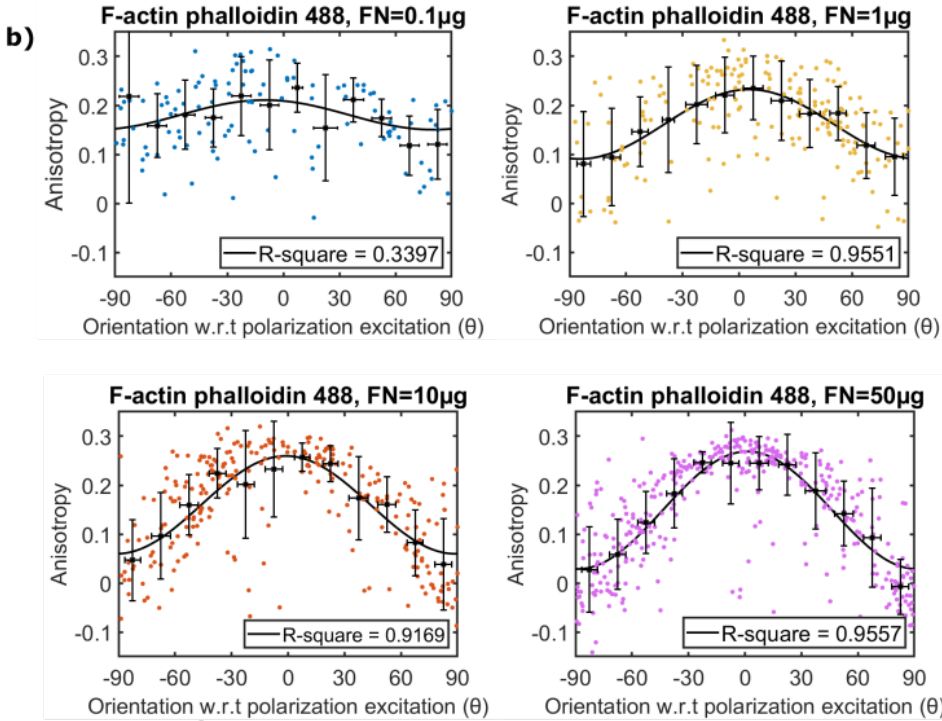 b)
F-actin phalloidin 488, FN=0.1µg
Anisotropy
0.3
0.2
0.1
0
-0.1
R-square = 0.3397
-90 -60 -30 0 30 60 90
Orientation w.r.t polarization excitation (θ)
F-actin phalloidin 488, FN=1µg
Anisotropy
0.3
0.2
0.1
0
-0.1
R-square = 0.9551
-90 -60 -30 0 30 60 90
Orientation w.r.t polarization excitation (θ)
F-actin phalloidin 488, FN=10µg
Anisotropy
0.3
0.2
0.1
0
-0.1
R-square = 0.9169
-90 -60 -30 0 30 60 90
Orientation w.r.t polarization excitation (θ)
F-actin phalloidin 488, FN=50µg
Anisotropy
0.3
0.2
0.1
0
-0.1
R-square = 0.9557
-90 -60 -30 0 30 60 90
Orientation w.r.t polarization excitation (θ)